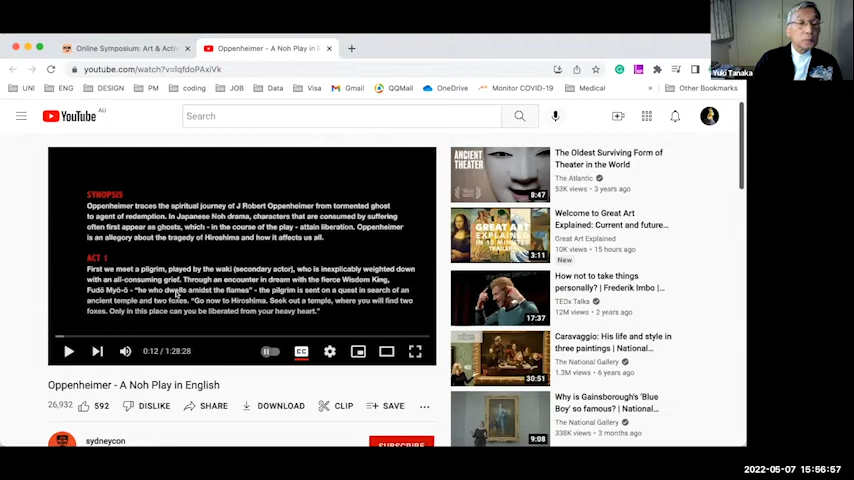 Online Symposium: Art & Activ
Oppenheimer - A Noh Play in E
youtube.com/watch?v=lqfdoPAxiVk
UNI
ENG
DESIGN
PM
coding
JOB
Data
Visa
Gmail
QQMail
OneDrive
Monitor COVID-19
Medical
»
Other Bookmarks
YouTube AU
Search
SYNOPSIS
Oppenheimer traces the spiritual journey of J Robert Oppenheimer from tormented ghost
to agent of redemption. In Japanese Noh drama, characters that are consumed by suffering
often first appear as ghosts, which - in the course of the play - attain liberation. Oppenheimer
is an allegory about the tragedy of Hiroshima and how it affects us all.
ACT 1
First we meet a pilgrim, played by the waki (secondary actor), who is inexplicably weighted down
with an all-consuming grief. Through an encounter in dream with the fierce Wisdom King,
Fudō Myō-ō - "he who dwells amidst the flames" - the pilgrim is sent on a quest in search of an
ancient temple and two foxes. "Go now to Hiroshima. Seek out a temple, where you will find two
foxes. Only in this place can you be liberated from your heavy heart."
0:12 / 1:28:28
CC
Oppenheimer - A Noh Play in English
26,932
592
DISLIKE
SHARE
DOWNLOAD
CLIP
SAVE
sydneycon
SUBSCRIBE
ANCIENT
THEATER
8:47
The Oldest Surviving Form of
Theater in the World
The Atlantic
53K views • 3 years ago
GREAT ART
EXPLAINED
IN 15 MINUTES
TRAILER
3:11
Welcome to Great Art
Explained: Current and future...
Great Art Explained
10K views • 15 hours ago
New
17:37
How not to take things
personally? | Frederik Imbo |...
TEDx Talks
12M views • 2 years ago
30:51
Caravaggio: His life and style in
three paintings | National...
The National Gallery
1.3M views • 6 years ago
9:08
Why is Gainsborough's 'Blue
Boy' so famous? | National...
The National Gallery
338K views • 3 months ago
Yuki Tanaka
2022-05-07 15:56:57